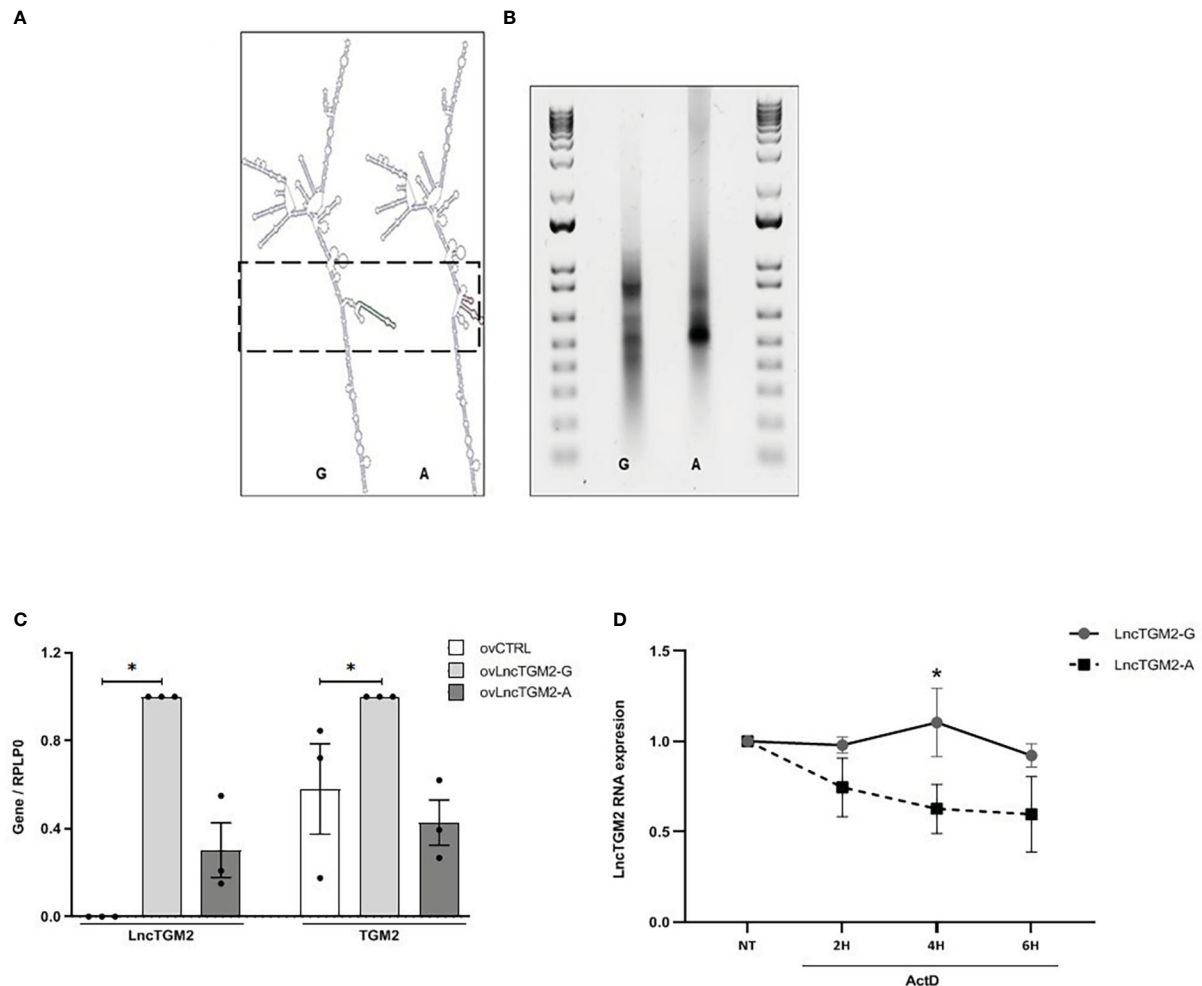 A
B
G
A
G
A
C
D
*
*
ovCTRL
ovLncTGM2-G
ovLncTGM2-A
1.2
0.8
0.4
0.0
Gene / RPLP0
LncTGM2
TGM2
LncTGM2-G
LncTGM2-A
*
1.5
1.0
0.5
0.0
LncTGM2 RNA expresion
NT
2H
4H
6H
ActD